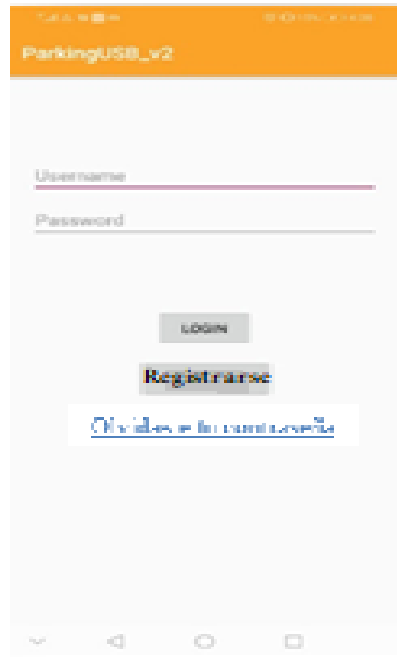 ParkingUSB_v2
Username
Password
LOGIN
Registrarse
Olvidaste tu contraseña